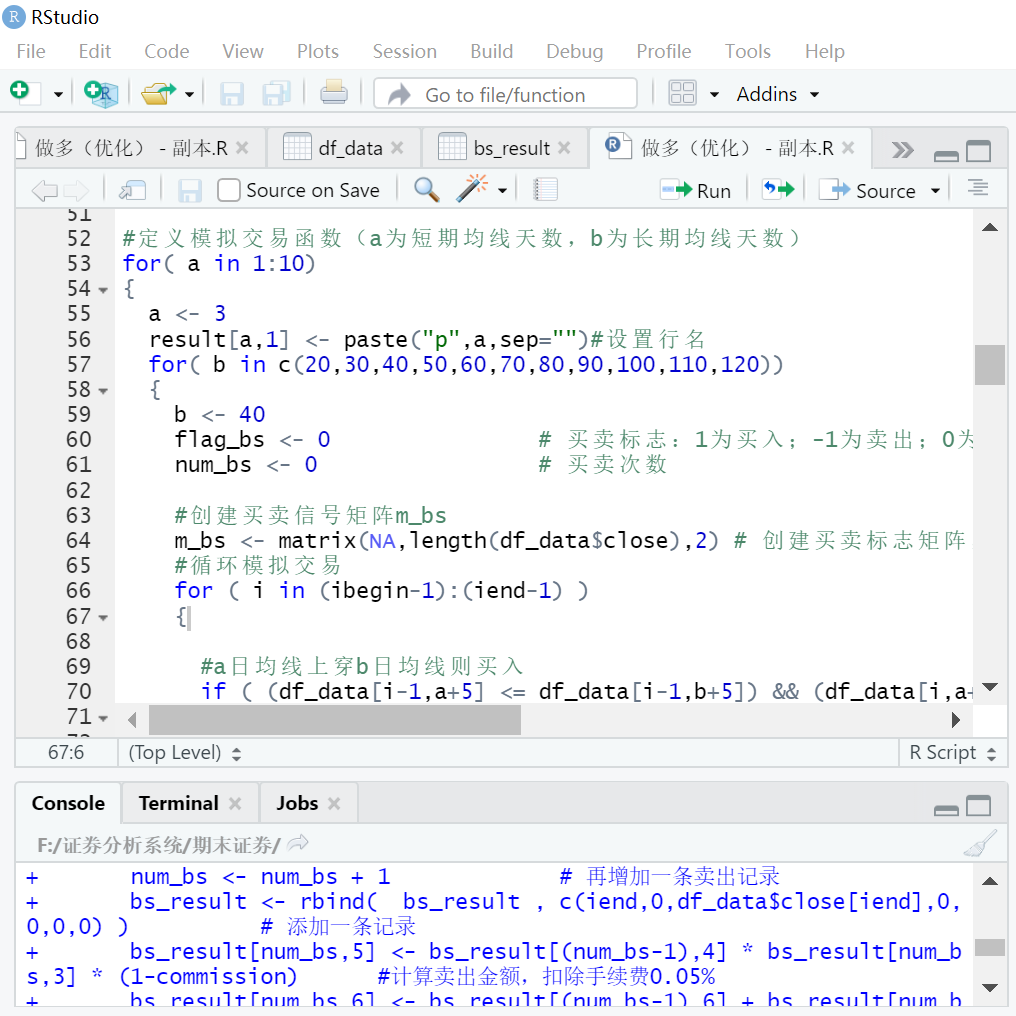 RStudio
File Edit Code View Plots Session Build Debug Profile Tools Help
Go to file/function Addins
做多（优化） - 副本.R df_data bs_result 做多（优化） - 副本.R
Source on Save Run Source
51
52 #定义模拟交易函数（a为短期均线天数，b为长期均线天数）
53 for( a in 1:10)
54 {
55 a <- 3
56 result[a,1] <- paste("p",a,sep="")#设置行名
57 for( b in c(20,30,40,50,60,70,80,90,100,110,120))
58 {
59 b <- 40
60 flag_bs <- 0 # 买卖标志：1为买入；-1为卖出；0为
61 num_bs <- 0 # 买卖次数
62
63 #创建买卖信号矩阵m_bs
64 m_bs <- matrix(NA,length(df_data$close),2) # 创建买卖标志矩阵
65 #循环模拟交易
66 for ( i in (ibegin-1):(iend-1) )
67 {
68
69 #a日均线上穿b日均线则买入
70 if ( (df_data[i-1,a+5] <= df_data[i-1,b+5]) && (df_data[i,a+
71
67:6 (Top Level) R Script
Console Terminal Jobs
F:/证券分析系统/期末证券/
+ num_bs <- num_bs + 1 # 再增加一条卖出记录
+ bs_result <- rbind( bs_result , c(iend,0,df_data$close[iend],0,
0,0,0) ) # 添加一条记录
+ bs_result[num_bs,5] <- bs_result[(num_bs-1),4] * bs_result[num_b
s,3] * (1-commission) #计算卖出金额，扣除手续费0.05%
+ bs_result[num_bs,6] <- bs_result[(num_bs-1),6] + bs_result[num_b